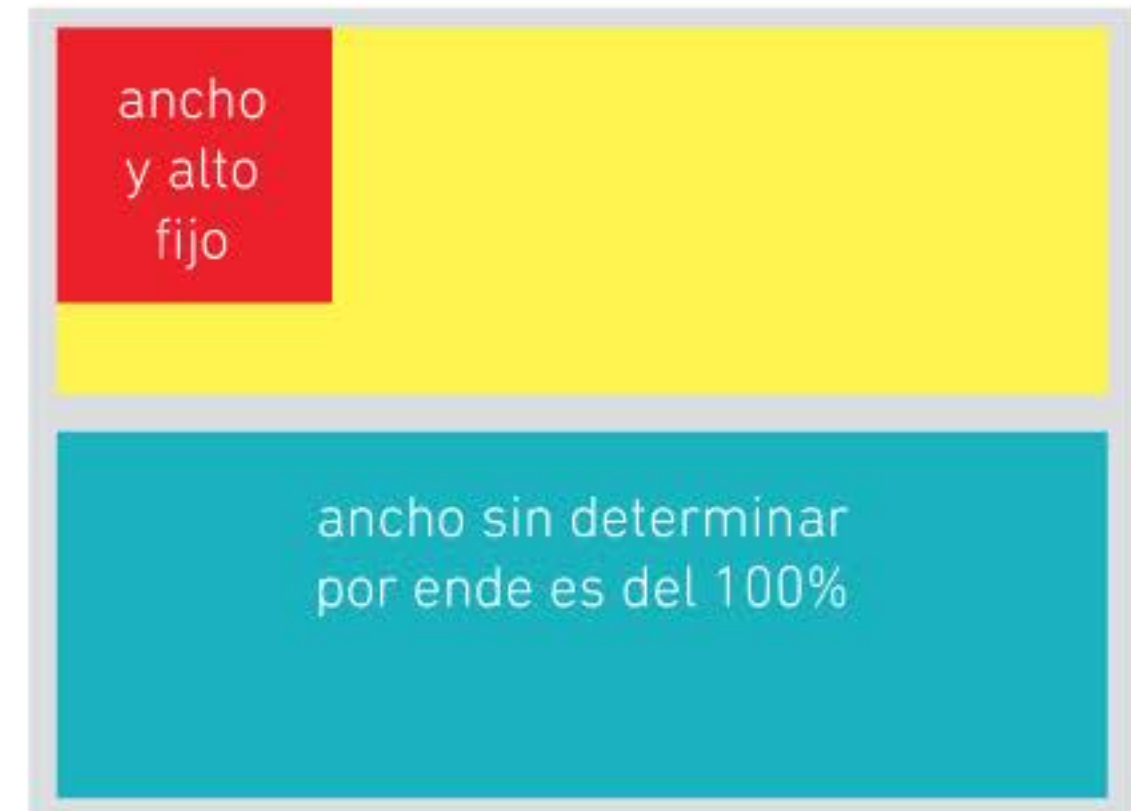 ancho
y alto
fijo
ancho sin determinar
por ende es del 100%